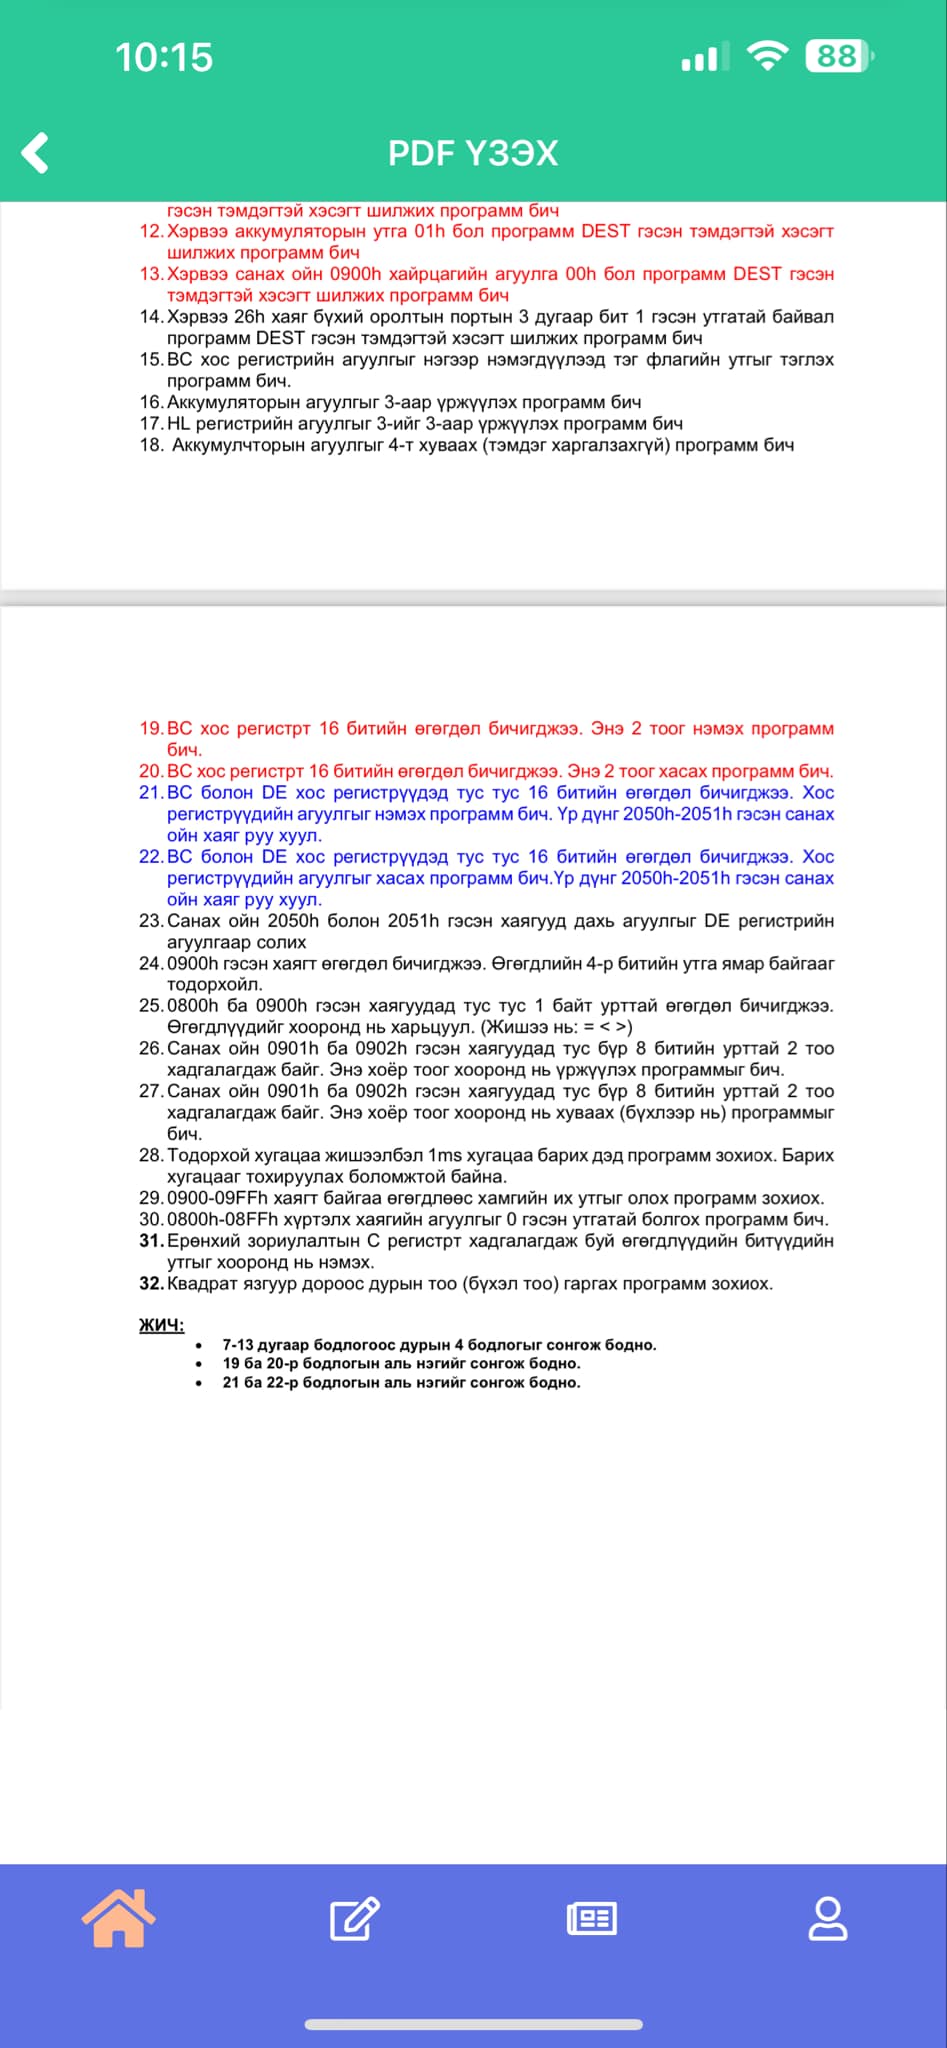 10:15
88
PDF ҮЗЭХ
гэсэн тэмдэгтэй хэсэгт шилжих программ бич
12. Хэрвээ аккумуляторын утга 01h бол программ DEST гэсэн тэмдэгтэй хэсэгт
шилжих программ бич
13. Хэрвээ санах ойн 0900h хайрцагийн агуулга 00h бол программ DEST гэсэн
тэмдэгтэй хэсэгт шилжих программ бич
14. Хэрвээ 26h хаяг бүхий оролтын портын 3 дугаар бит 1 гэсэн утгатай байвал
программ DEST гэсэн тэмдэгтэй хэсэгт шилжих программ бич
15. BC хос регистрийн агуулгыг нэгээр нэмэгдүүлээд тэг флагийн утгыг тэглэх
программ бич.
16. Аккумуляторын агуулгыг 3-аар үржүүлэх программ бич
17. HL регистрийн агуулгыг 3-ийг 3-аар үржүүлэх программ бич
18. Аккумулчторын агуулгыг 4-т хуваах (тэмдэг харгалзахгүй) программ бич
19. BC хос регистрт 16 битийн өгөгдөл бичигджээ. Энэ 2 тоог нэмэх программ
бич.
20. BC хос регистрт 16 битийн өгөгдөл бичигджээ. Энэ 2 тоог хасах программ бич.
21. BC болон DE хос региструүдэд тус тус 16 битийн өгөгдөл бичигджээ. Хос
региструүдийн агуулгыг нэмэх программ бич. Үр дүнг 2050h-2051h гэсэн санах
ойн хаяг руу хуул.
22. BC болон DE хос региструүдэд тус тус 16 битийн өгөгдөл бичигджээ. Хос
региструүдийн агуулгыг хасах программ бич.Үр дүнг 2050h-2051h гэсэн санах
ойн хаяг руу хуул.
23. Санах ойн 2050h болон 2051h гэсэн хаягууд дахь агуулгыг DE регистрийн
агуулгаар солих
24. 0900h гэсэн хаягт өгөгдөл бичигджээ. Өгөгдлийн 4-р битийн утга ямар байгааг
тодорхойл.
25. 0800h ба 0900h гэсэн хаягуудад тус тус 1 байт урттай өгөгдөл бичигджээ.
Өгөгдлүүдийг хооронд нь харьцуул. (Жишээ нь: = < >)
26. Санах ойн 0901h ба 0902h гэсэн хаягуудад тус бүр 8 битийн урттай 2 тоо
хадгалагдаж байг. Энэ хоёр тоог хооронд нь үржүүлэх программыг бич.
27. Санах ойн 0901h ба 0902h гэсэн хаягуудад тус бүр 8 битийн урттай 2 тоо
хадгалагдаж байг. Энэ хоёр тоог хооронд нь хуваах (бүхлээр нь) программыг
бич.
28. Тодорхой хугацаа жишээлбэл 1ms хугацаа барих дэд программ зохиох. Барих
хугацааг тохируулах боломжтой байна.
29. 0900-09FFh хаягт байгаа өгөгдлөөс хамгийн их утгыг олох программ зохиох.
30. 0800h-08FFh хүртэлх хаягийн агуулгыг 0 гэсэн утгатай болгох программ бич.
31. Ерөнхий зориулалтын C регистрт хадгалагдаж буй өгөгдлүүдийн битүүдийн
утгыг хооронд нь нэмэх.
32. Квадрат язгуур дороос дурын тоо (бүхэл тоо) гаргах программ зохиох.
ЖИЧ:
• 7-13 дугаар бодлогоос дурын 4 бодлогыг сонгож бодно.
• 19 ба 20-р бодлогын аль нэгийг сонгож бодно.
• 21 ба 22-р бодлогын аль нэгийг сонгож бодно.